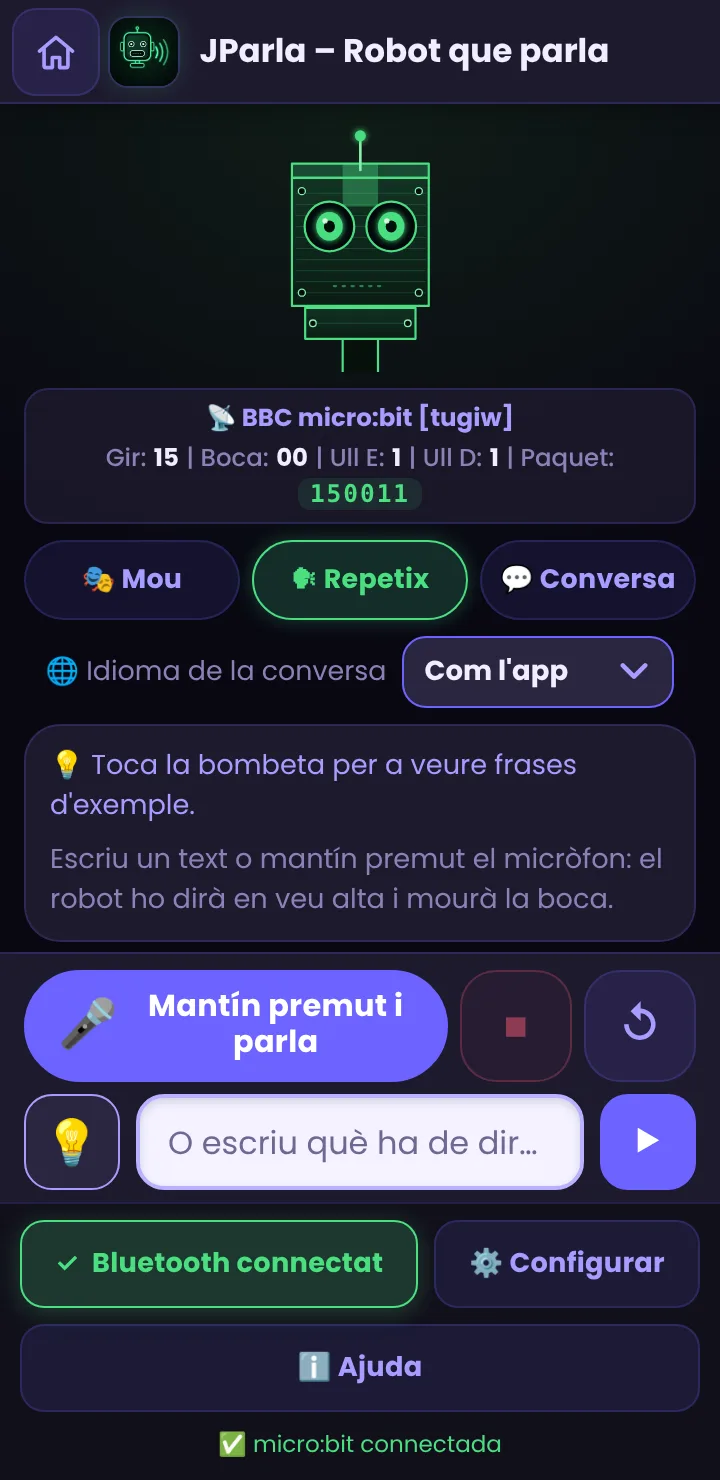 JParla – Robot que parla
📡 BBC micro:bit [tugiw]
Gir: 15 | Boca: 00 | Ull E: 1 | Ull D: 1 | Paquet:
150011
🎭 Mou
🗣 Repetix
💬 Conversa
🌐 Idioma de la conversa
Com l'app
💡 Toca la bombeta per a veure frases
d'exemple.
Escriu un text o mantín premut el micròfon: el
robot ho dirà en veu alta i mourà la boca.
🎤 Mantín premut i
parla
O escriu què ha de dir...
✓ Bluetooth connectat
⚙️ Configurar
ℹ️ Ajuda
✅ micro:bit connectada